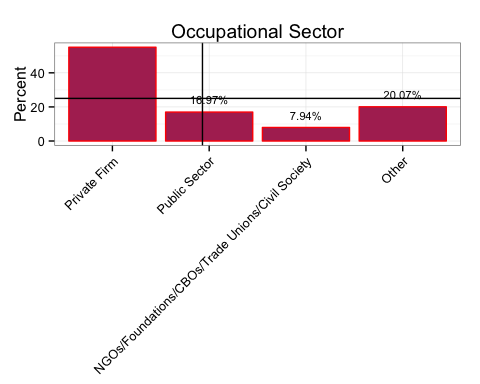 Occupational Sector
Percent
40
20
0
16.97%
7.94%
20.07%
Private Firm
Public Sector
NGOs/Foundations/CBOs/Trade Unions/Civil Society
Other